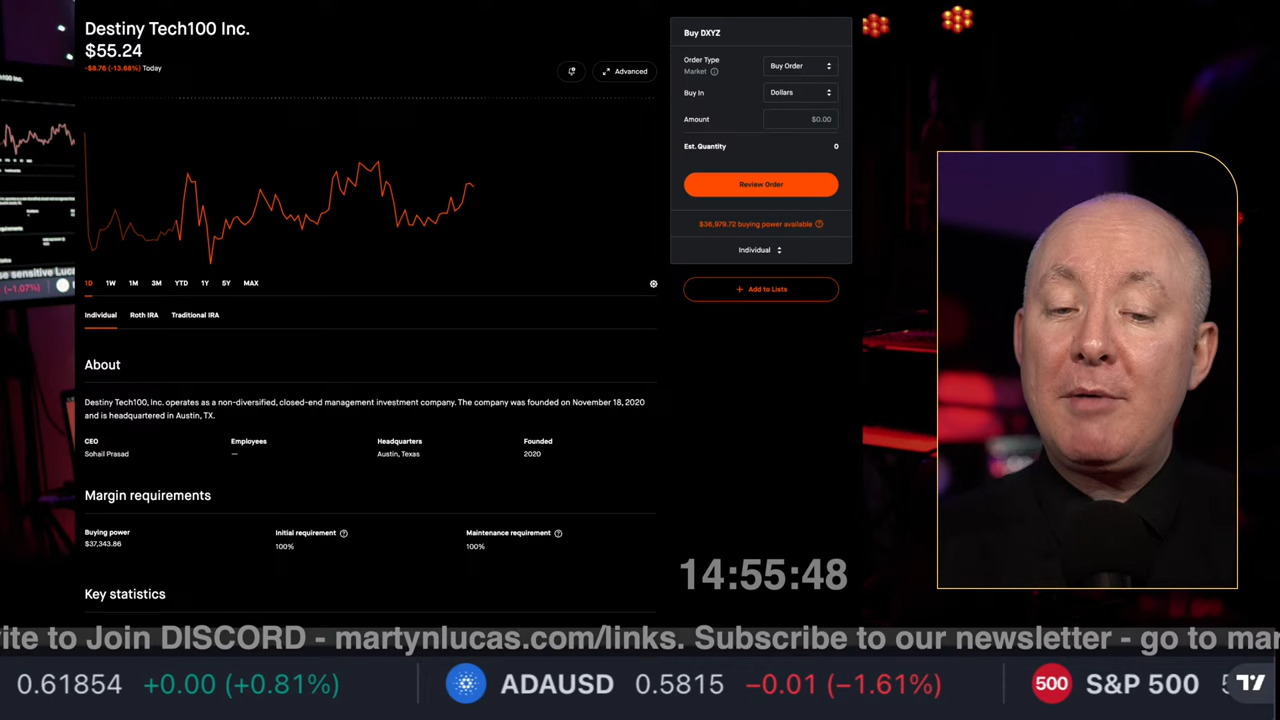 Destiny Tech100 Inc.
$55.24
-$8.76 (-13.68%) Today
Advanced
1D 1W 1M 3M YTD 1Y 5Y MAX
Individual Roth IRA Traditional IRA
About
Destiny Tech100, Inc. operates as a non-diversified, closed-end management investment company. The company was founded on November 18, 2020
and is headquartered in Austin, TX.
CEO Employees Headquarters Founded
Sohail Prasad — Austin, Texas 2020
Margin requirements
Buying power Initial requirement Maintenance requirement
$37,343.86 100% 100%
Key statistics
Buy DXYZ
Order Type Buy Order
Market
Buy In Dollars
Amount $0.00
Est. Quantity 0
Review Order
$36,979.72 buying power available
Individual
+ Add to Lists
se sensitive Luca
(−1.07%)
14:55:48
vite to Join DISCORD - martynlucas.com/links. Subscribe to our newsletter - go to mar
0.61854 +0.00 (+0.81%) ADAUSD 0.5815 −0.01 (−1.61%) 500 S&P 500